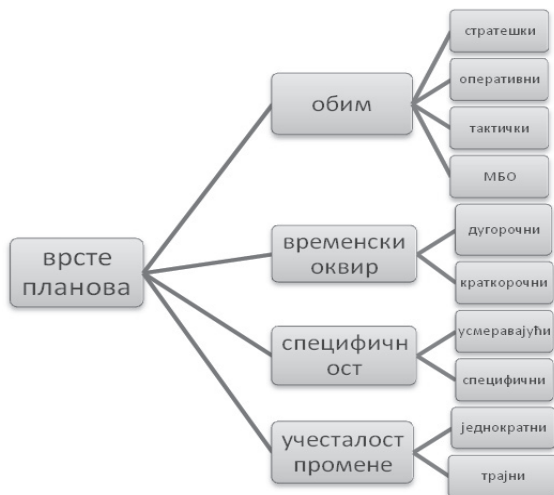 врсте
планова
обим
стратешки
оперативни
тактички
МБО
временски
оквир
дугорочни
краткорочни
специфичн
ост
усмеравајући
специфични
учесталост
промене
једнократни
трајни